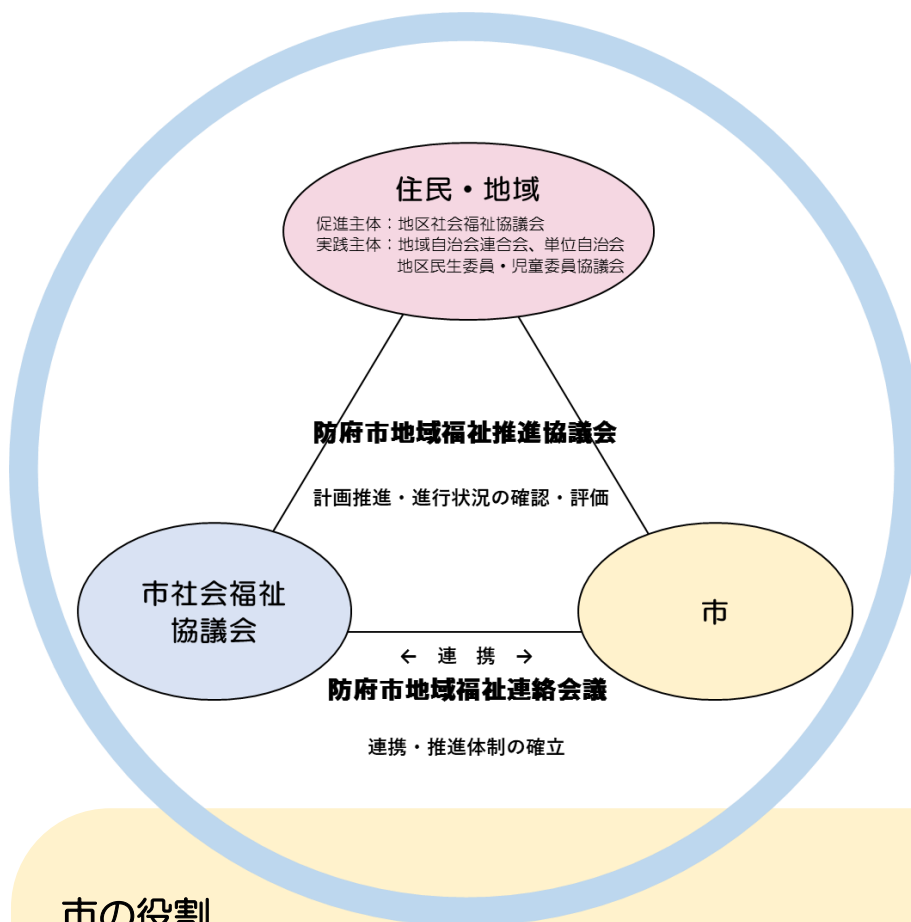 住民・地域
促進主体：地区社会福祉協議会
実践主体：地域自治会連合会、単位自治会
地区民生委員・児童委員協議会
防府市地域福祉推進協議会
計画推進・進行状況の確認・評価
市社会福祉
協議会
市
← 連 携 →
防府市地域福祉連絡会議
連携・推進体制の確立
市の役割